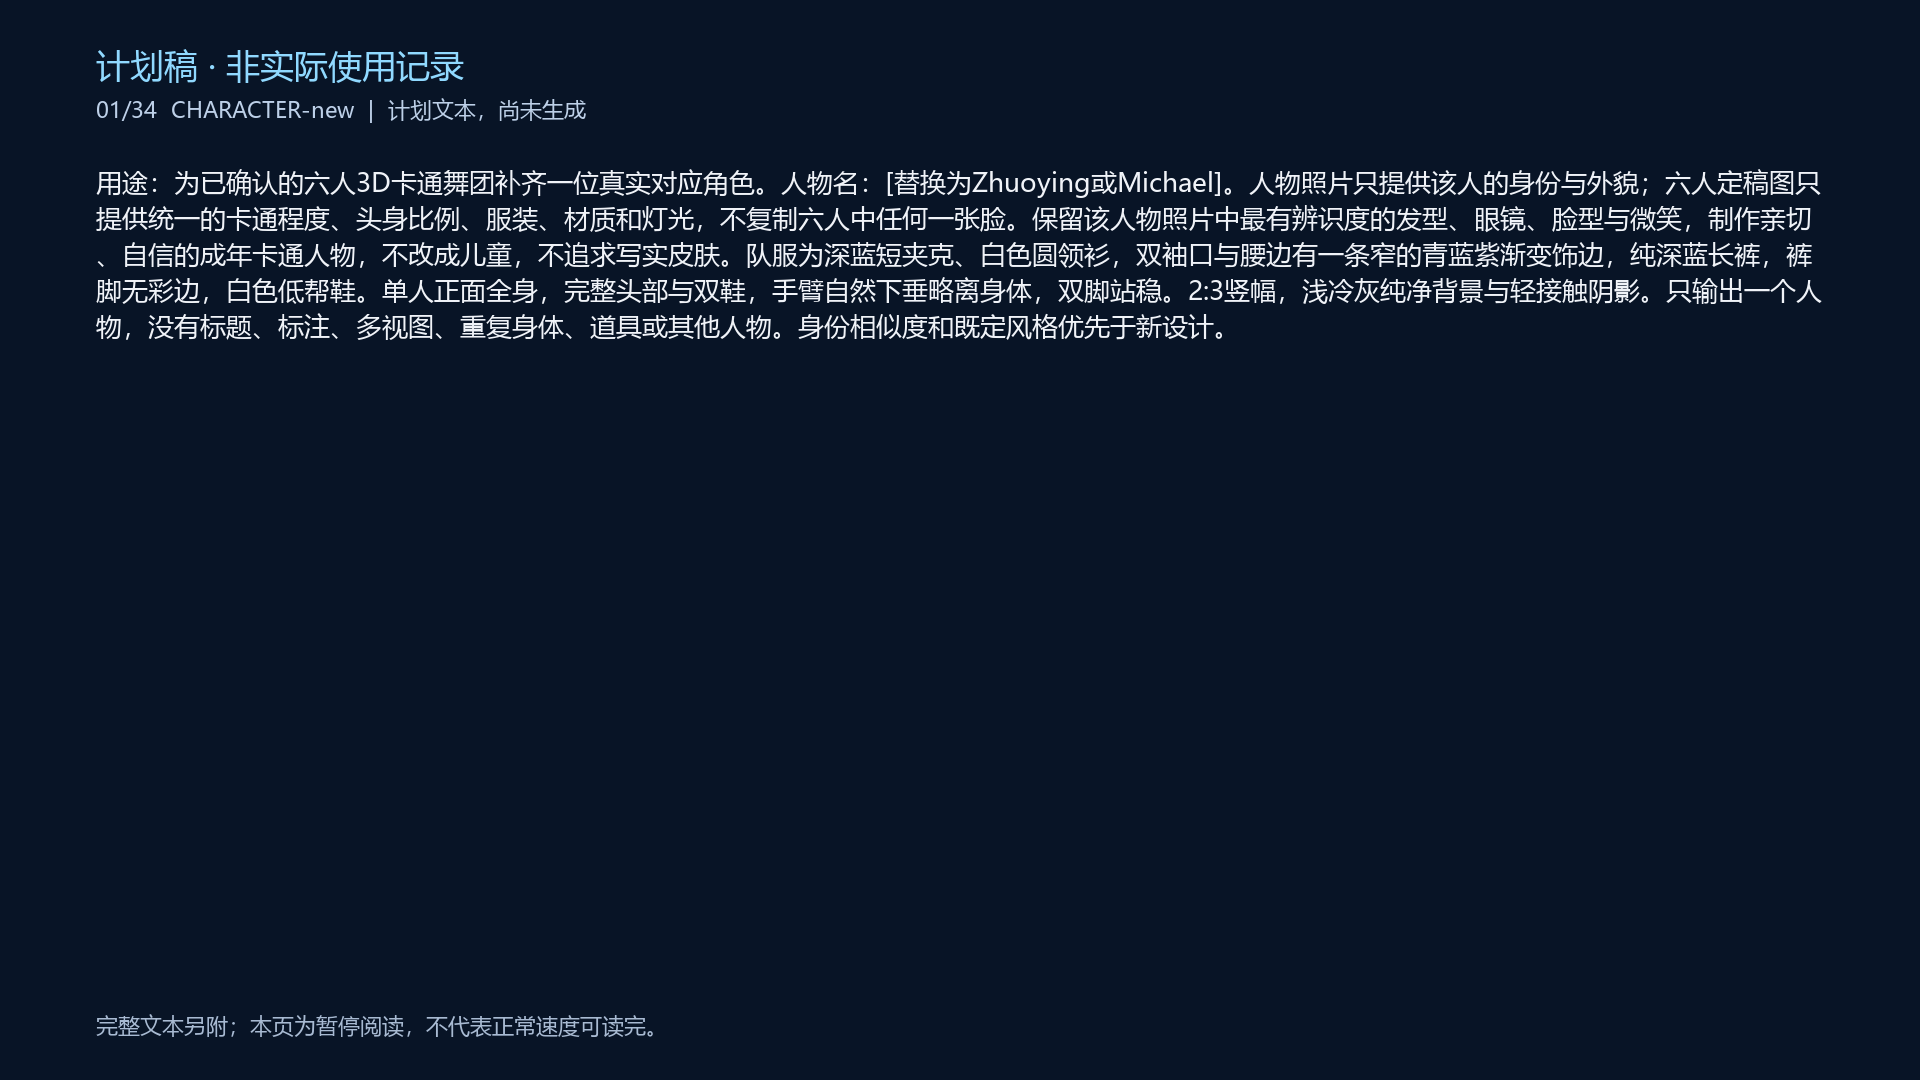 计划稿 · 非实际使用记录
01/34 CHARACTER-new | 计划文本，尚未生成
用途：为已确认的六人3D卡通舞团补齐一位真实对应角色。人物名：[替换为Zhuoying或Michael]。人物照片只提供该人的身份与外貌；六人定稿图只
提供统一的卡通程度、头身比例、服装、材质和灯光，不复制六人中任何一张脸。保留该人物照片中最有辨识度的发型、眼镜、脸型与微笑，制作亲切
、自信的成年卡通人物，不改成儿童，不追求写实皮肤。队服为深蓝短夹克、白色圆领衫，双袖口与腰边有一条窄的青蓝紫渐变饰边，纯深蓝长裤，裤
脚无彩边，白色低帮鞋。单人正面全身，完整头部与双鞋，手臂自然下垂略离身体，双脚站稳。2:3竖幅，浅冷灰纯净背景与轻接触阴影。只输出一个人
物，没有标题、标注、多视图、重复身体、道具或其他人物。身份相似度和既定风格优先于新设计。
完整文本另附；本页为暂停阅读，不代表正常速度可读完。